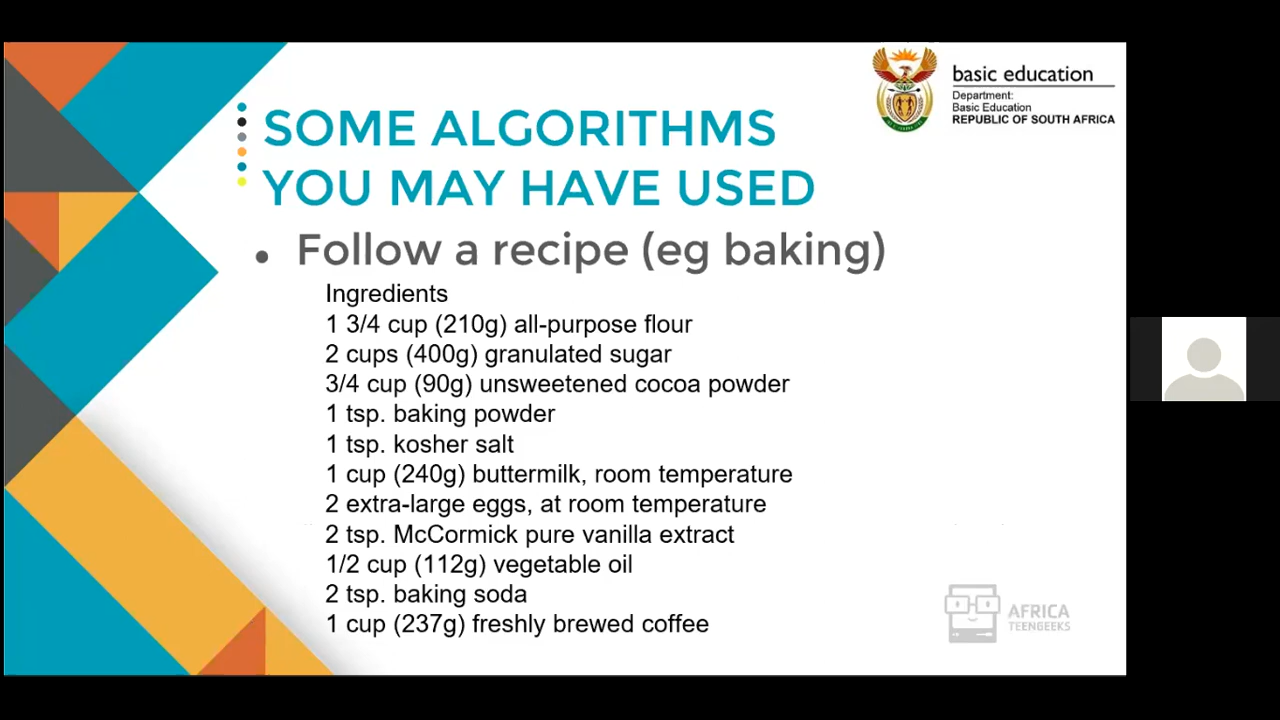 basic education
Department:
Basic Education
REPUBLIC OF SOUTH AFRICA
SOME ALGORITHMS
YOU MAY HAVE USED
• Follow a recipe (eg baking)
Ingredients
1 3/4 cup (210g) all-purpose flour
2 cups (400g) granulated sugar
3/4 cup (90g) unsweetened cocoa powder
1 tsp. baking powder
1 tsp. kosher salt
1 cup (240g) buttermilk, room temperature
2 extra-large eggs, at room temperature
2 tsp. McCormick pure vanilla extract
1/2 cup (112g) vegetable oil
2 tsp. baking soda
1 cup (237g) freshly brewed coffee
AFRICA
TEENGEEKS